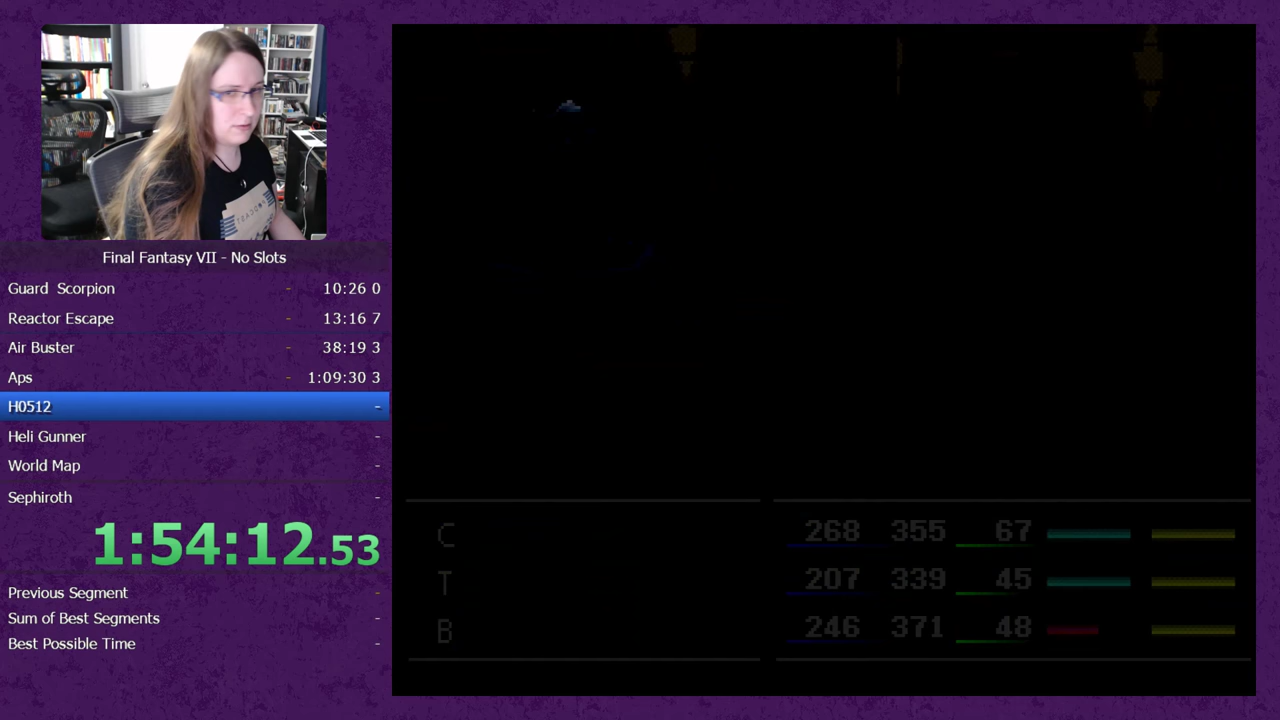 Final Fantasy VII - No Slots
Guard Scorpion - 10:26 0
Reactor Escape - 13:16 7
Air Buster - 38:19 3
Aps - 1:09:30 3
H0512 -
Heli Gunner -
World Map -
Sephiroth -
1:54:12.53
Previous Segment -
Sum of Best Segments -
Best Possible Time -
C 268 355 67
T 207 339 45
B 246 371 48